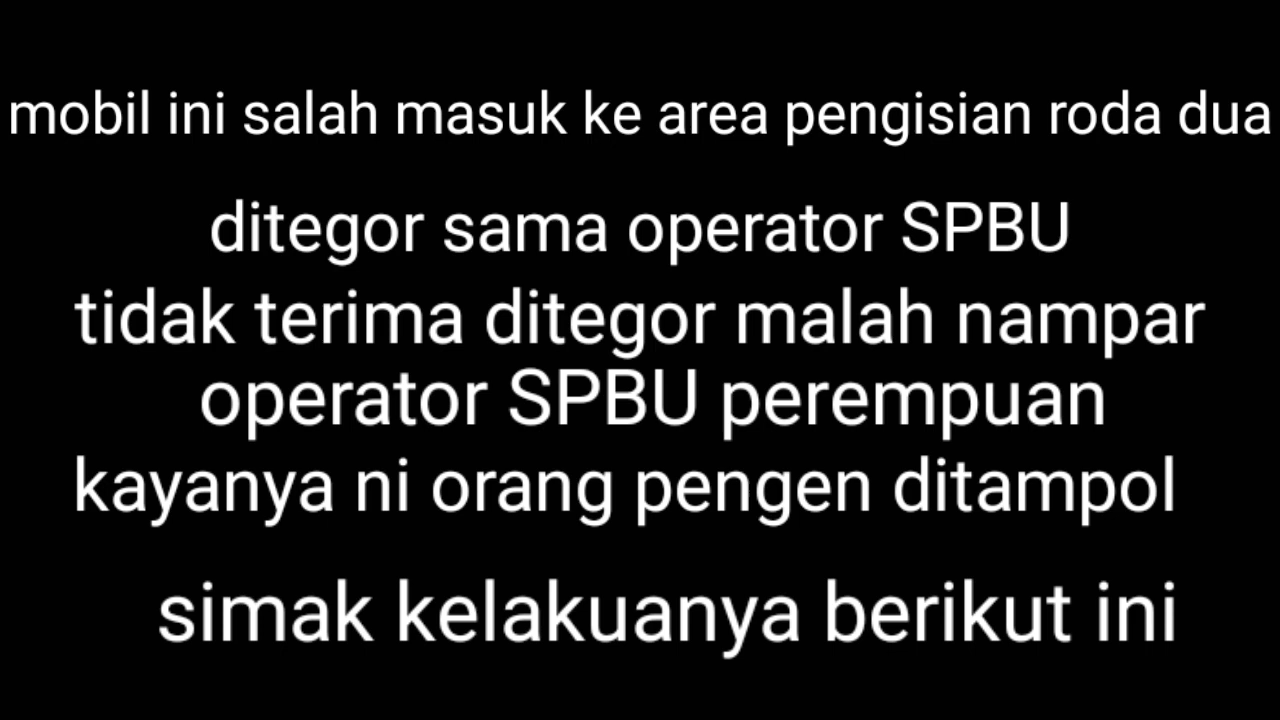 mobil ini salah masuk ke area pengisian roda dua
ditegor sama operator SPBU
tidak terima ditegor malah nampar
operator SPBU perempuan
kayanya ni orang pengen ditampol
simak kelakuanya berikut ini